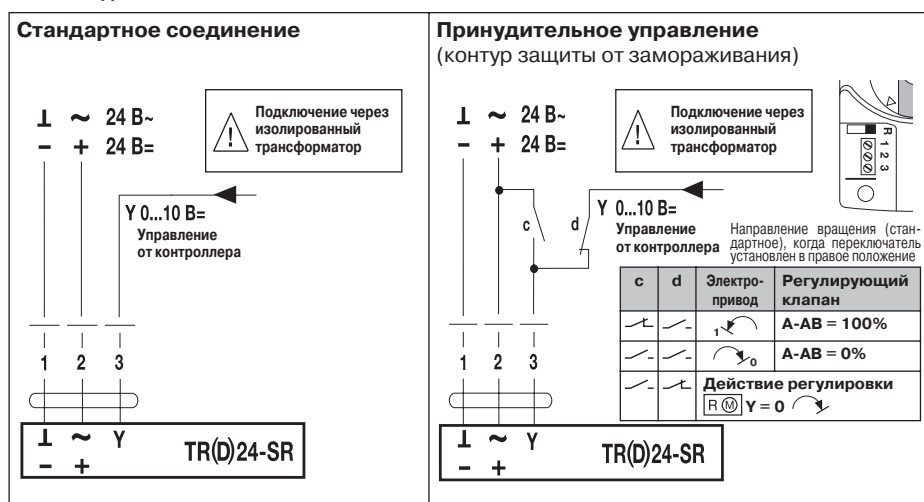 Стандартное соединение
⊥ ~ 24 В~
– + 24 В=
Подключение через
изолированный
трансформатор
Y 0...10 В=
Управление
от контроллера
1 2 3
⊥ ~ Y
– +
TR(D)24-SR
Принудительное управление
(контур защиты от замораживания)
⊥ ~ 24 В~
– + 24 В=
Подключение через
изолированный
трансформатор
R 1 2 3
c d
Y 0...10 В=
Управление
от контроллера
Направление вращения (стан-
дартное), когда переключатель
установлен в правое положение
c d Электро-
привод
Регулирующий
клапан
1
A-AB = 100%
0
A-AB = 0%
Действие регулировки
R M Y = 0
1 2 3
⊥ ~ Y
– +
TR(D)24-SR